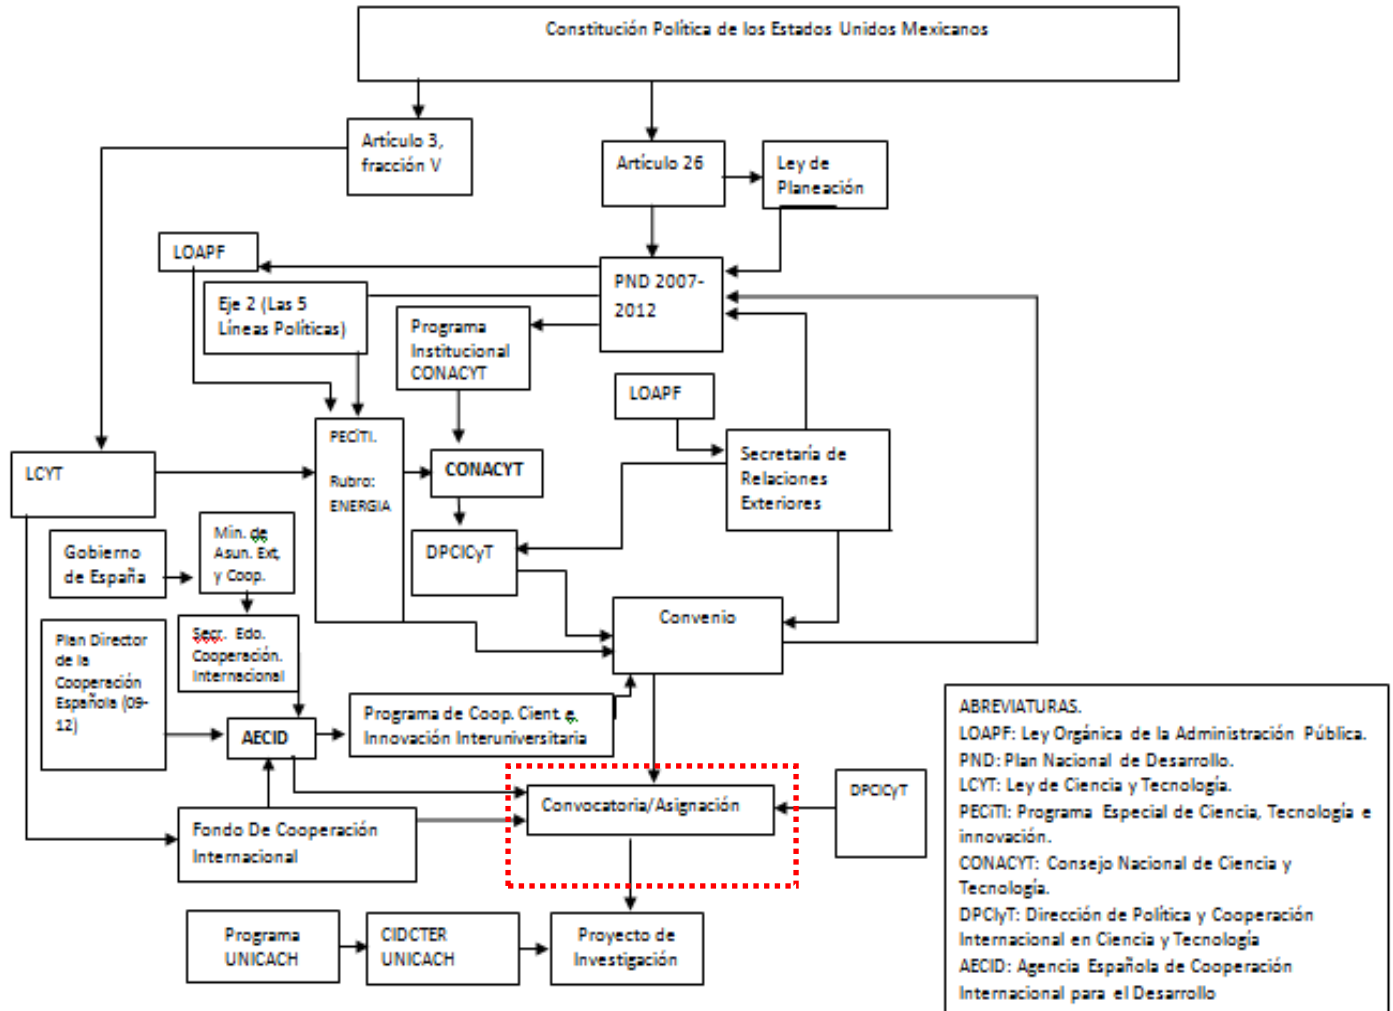 Constitución Política de los Estados Unidos Mexicanos
Artículo 3,
fracción V
Artículo 26
Ley de
Planeación
LOAPF
PND 2007-
2012
Eje 2 (Las 5
Líneas Políticas)
Programa
Institucional
CONACYT
LOAPF
PECiTI.
Rubro:
ENERGIA
CONACYT
Secretaría de
Relaciones
Exteriores
LCYT
Gobierno
de España
Min. de
Asun. Ext,
y Coop.
DPCICyT
Convenio
Plan Director
de la
Cooperación
Española (09-
12)
Secr. Edo.
Cooperación.
Internacional
AECID
Programa de Coop. Cient. e
Innovación Interuniversitaria
Convocatoria/Asignación
DPCICyT
Fondo De Cooperación
Internacional
Programa
UNICACH
CIDCTER
UNICACH
Proyecto de
Investigación
ABREVIATURAS.
LOAPF: Ley Orgánica de la Administración Pública.
PND: Plan Nacional de Desarrollo.
LCYT: Ley de Ciencia y Tecnología.
PECiTI: Programa Especial de Ciencia, Tecnología e
innovación.
CONACYT: Consejo Nacional de Ciencia y
Tecnología.
DPCIyT: Dirección de Política y Cooperación
Internacional en Ciencia y Tecnología
AECID: Agencia Española de Cooperación
Internacional para el Desarrollo